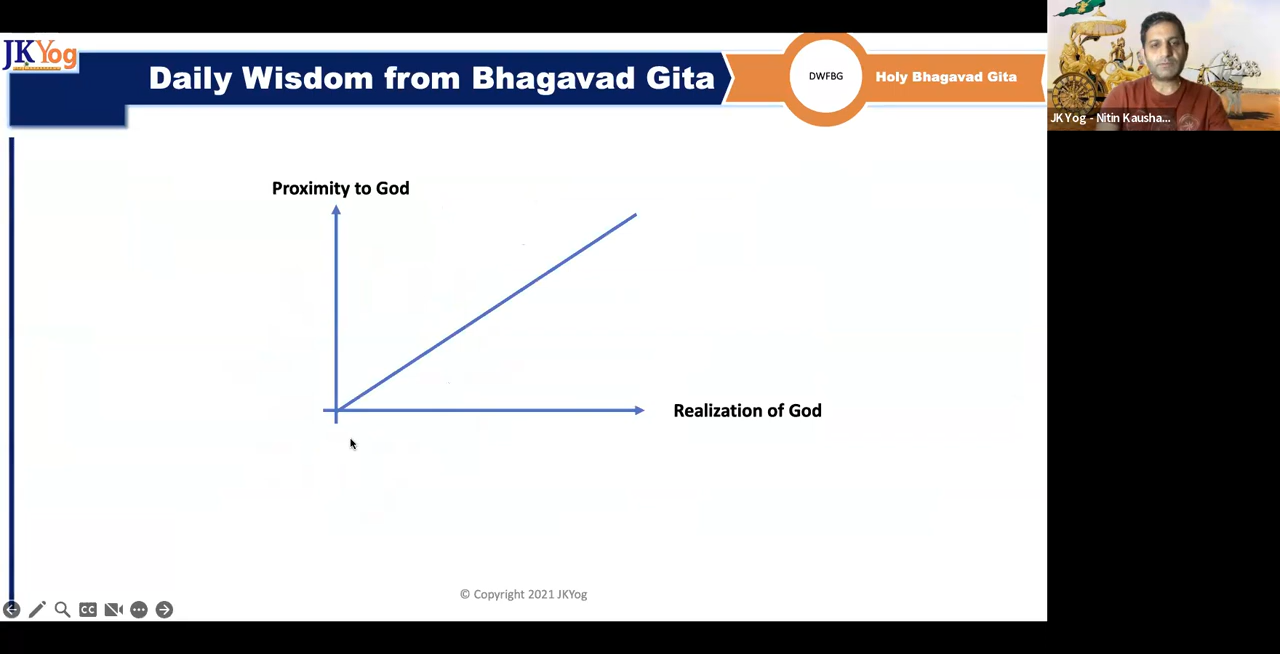 JKYog
Daily Wisdom from Bhagavad Gita
DWFBG
Holy Bhagavad Gita
JKYog - Nitin Kausha...
Proximity to God
Realization of God
© Copyright 2021 JKYog
CC